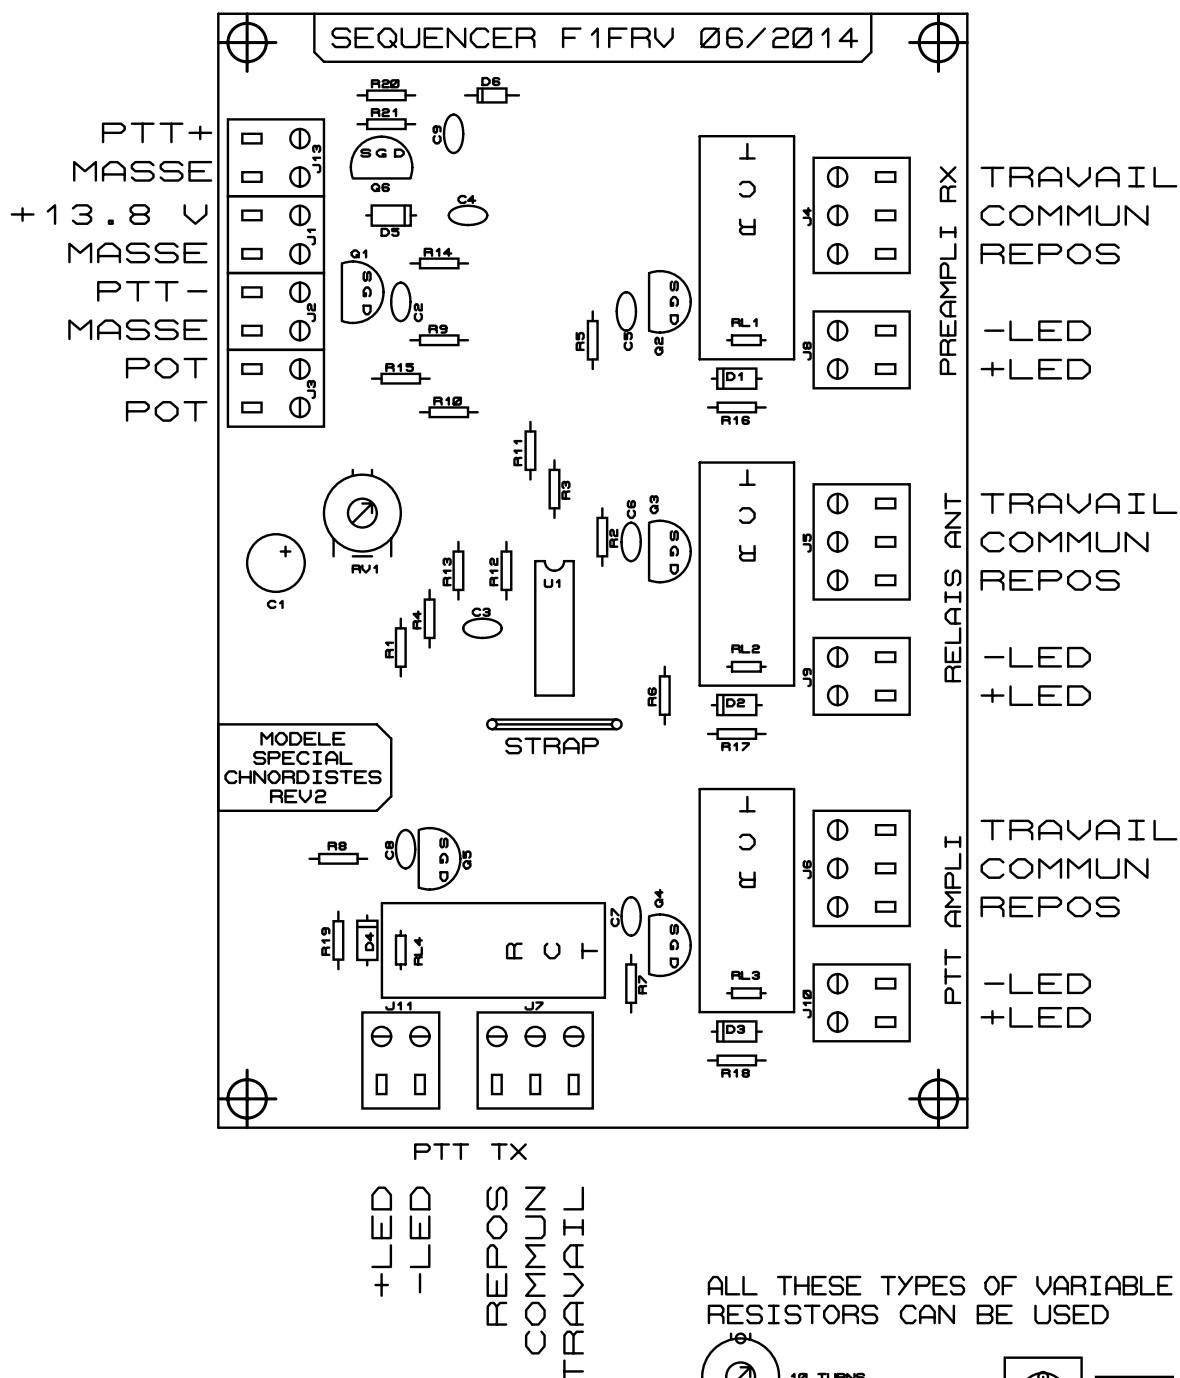 SEQUENCER F1FRV 06/2014
R20
D6
R21
C9
PTT+
MASSE
+13.8 V
MASSE
PTT-
MASSE
POT
POT
J13
J1
J2
J3
S G D
Q6
D5
C4
Q1
S G D
R14
C2
R9
R15
R10
R5
C5
Q2
S G D
T
C
R
RL1
D1
R16
J4
J8
PREAMPLI RX
TRAVAIL
COMMUN
REPOS
-LED
+LED
R11
R3
RV1
C1
R13
R12
U1
R2
C6
Q3
S G D
R4
R1
C3
R6
STRAP
T
C
R
RL2
D2
R17
J5
J9
RELAIS ANT
TRAVAIL
COMMUN
REPOS
-LED
+LED
MODELE
SPECIAL
CHNORDISTES
REV2
R8
C8
S G D
Q5
R19
D4
RL4
R
C
T
C7
Q4
S G D
R7
T
C
R
RL3
D3
R18
J6
J10
PTT AMPLI
TRAVAIL
COMMUN
REPOS
-LED
+LED
J11
J7
PTT TX
+LED
-LED
REPOS
COMMUN
TRAVAIL
ALL THESE TYPES OF VARIABLE
RESISTORS CAN BE USED
10 TURNS